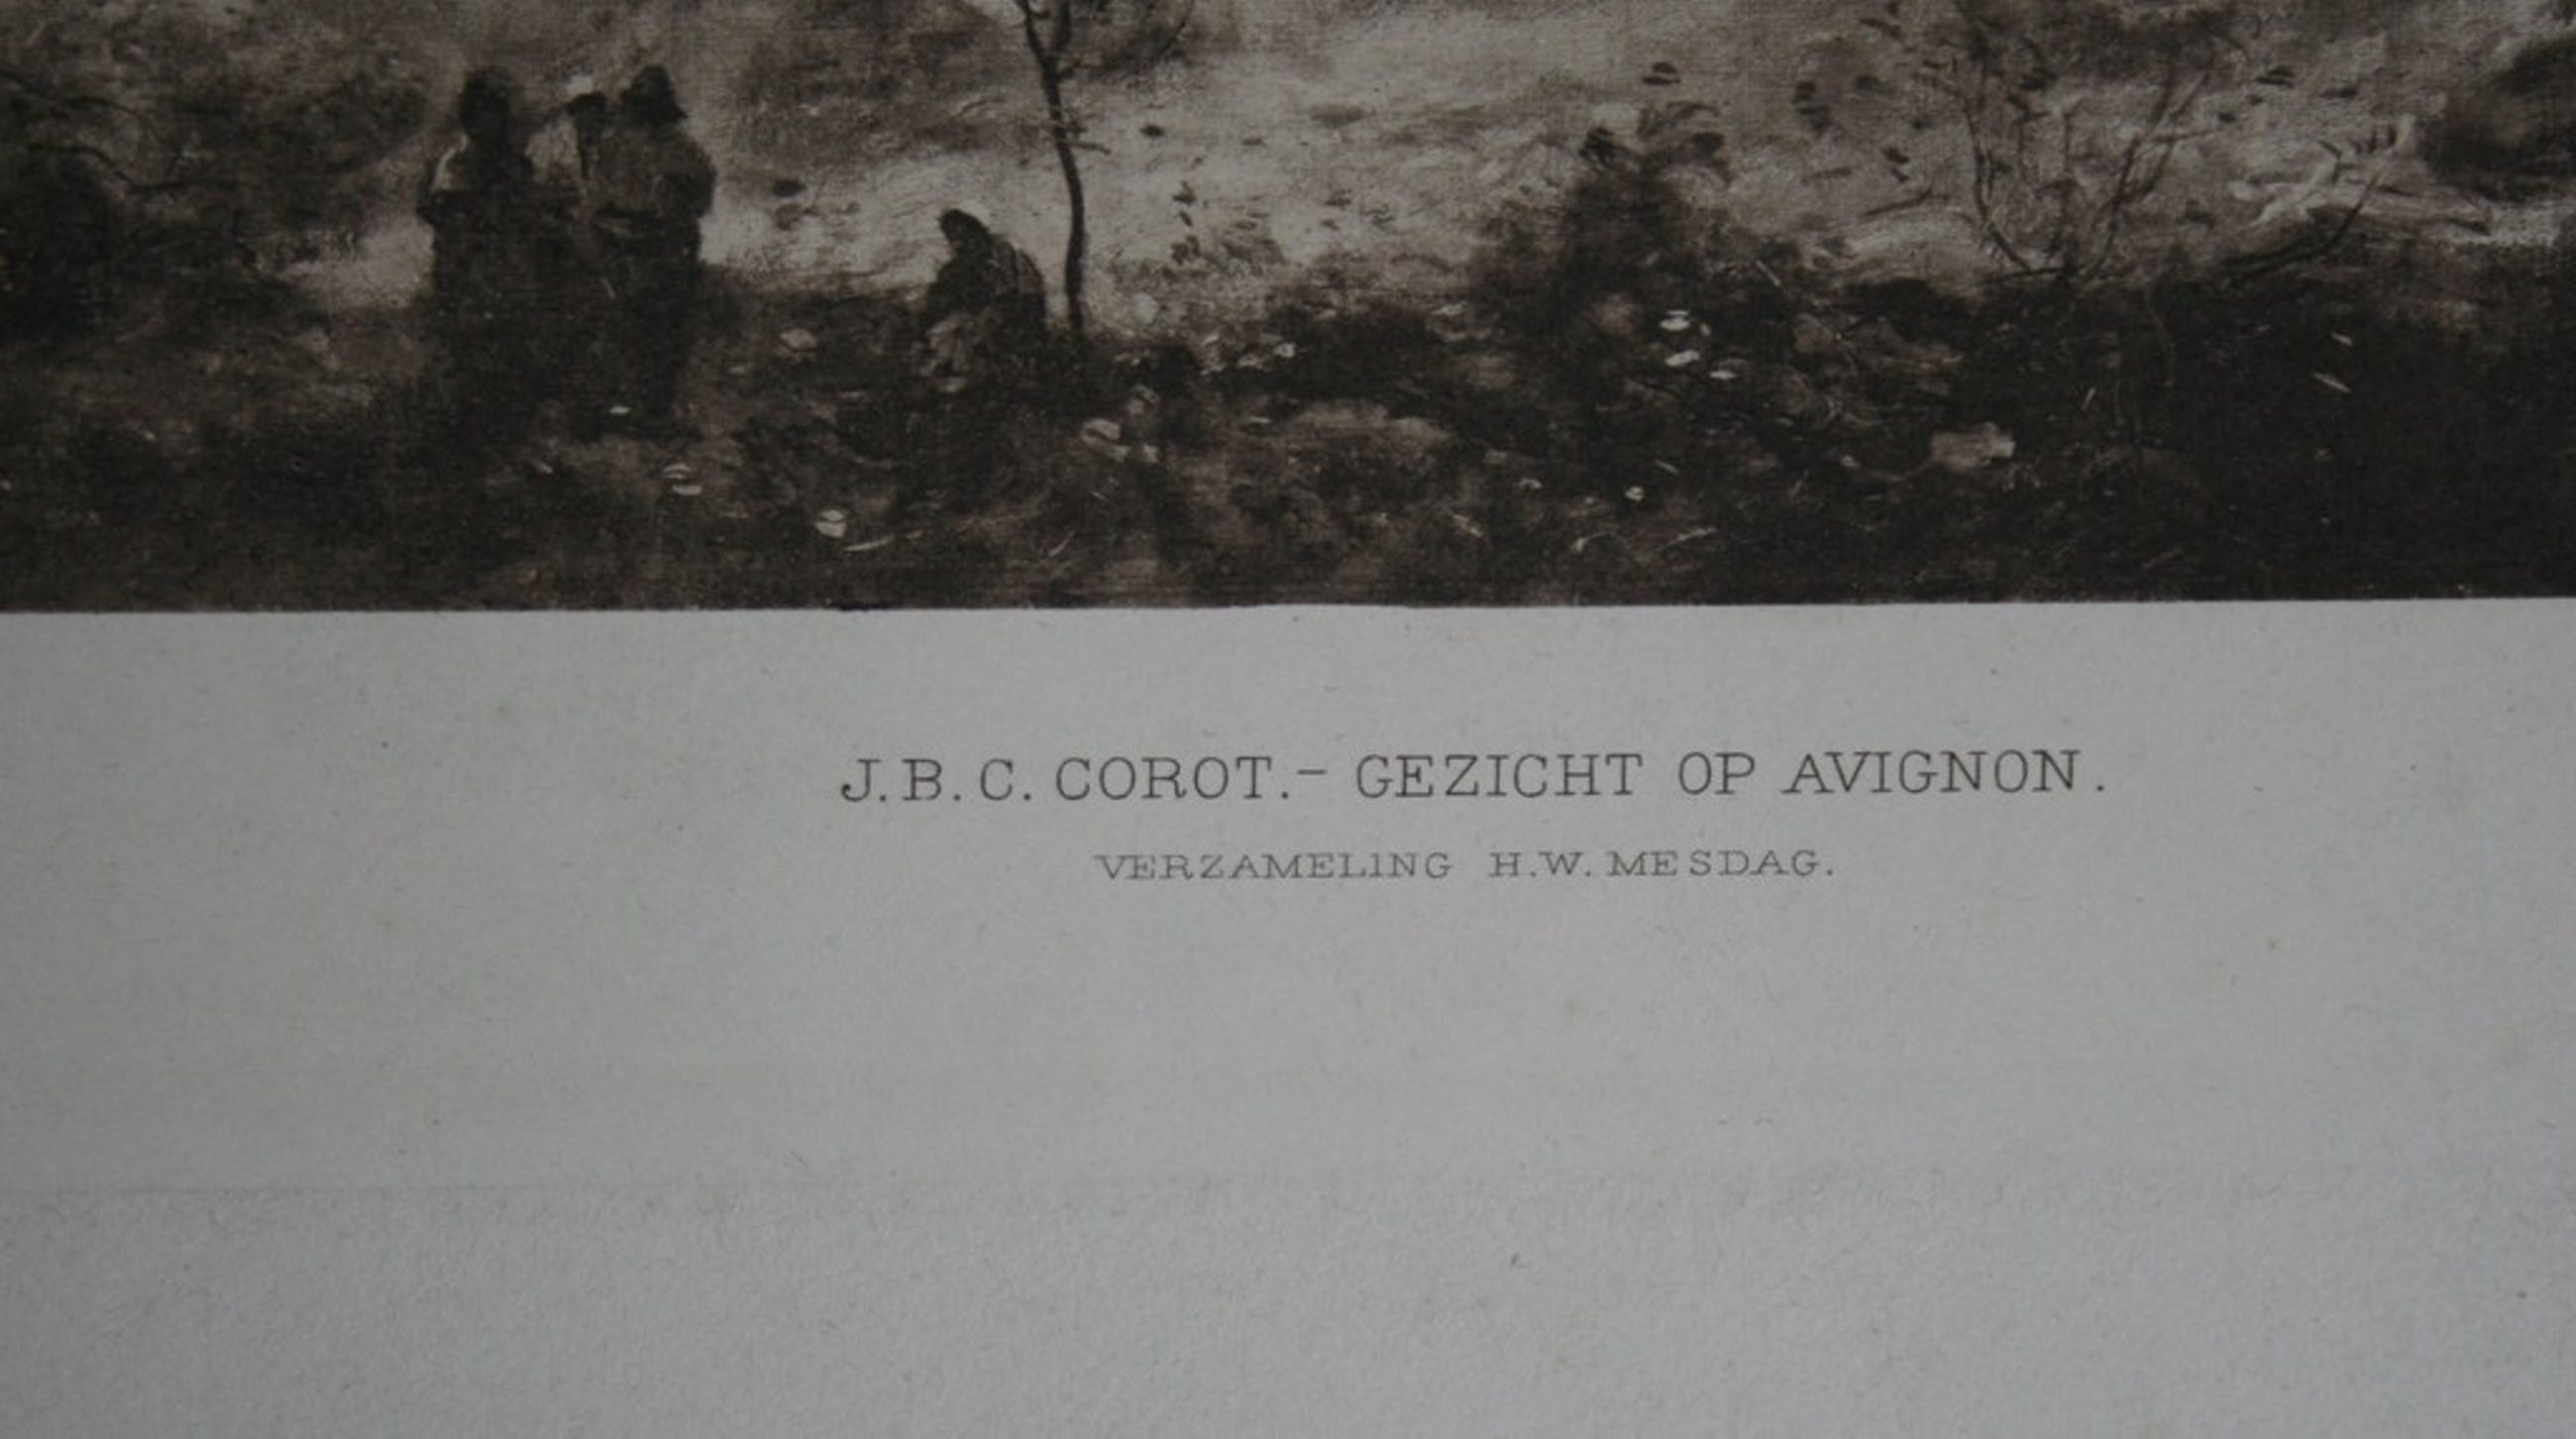 J. B. C. COROT.– GEZICHT OP AVIGNON.
VERZAMELING H.W. MESDAG.